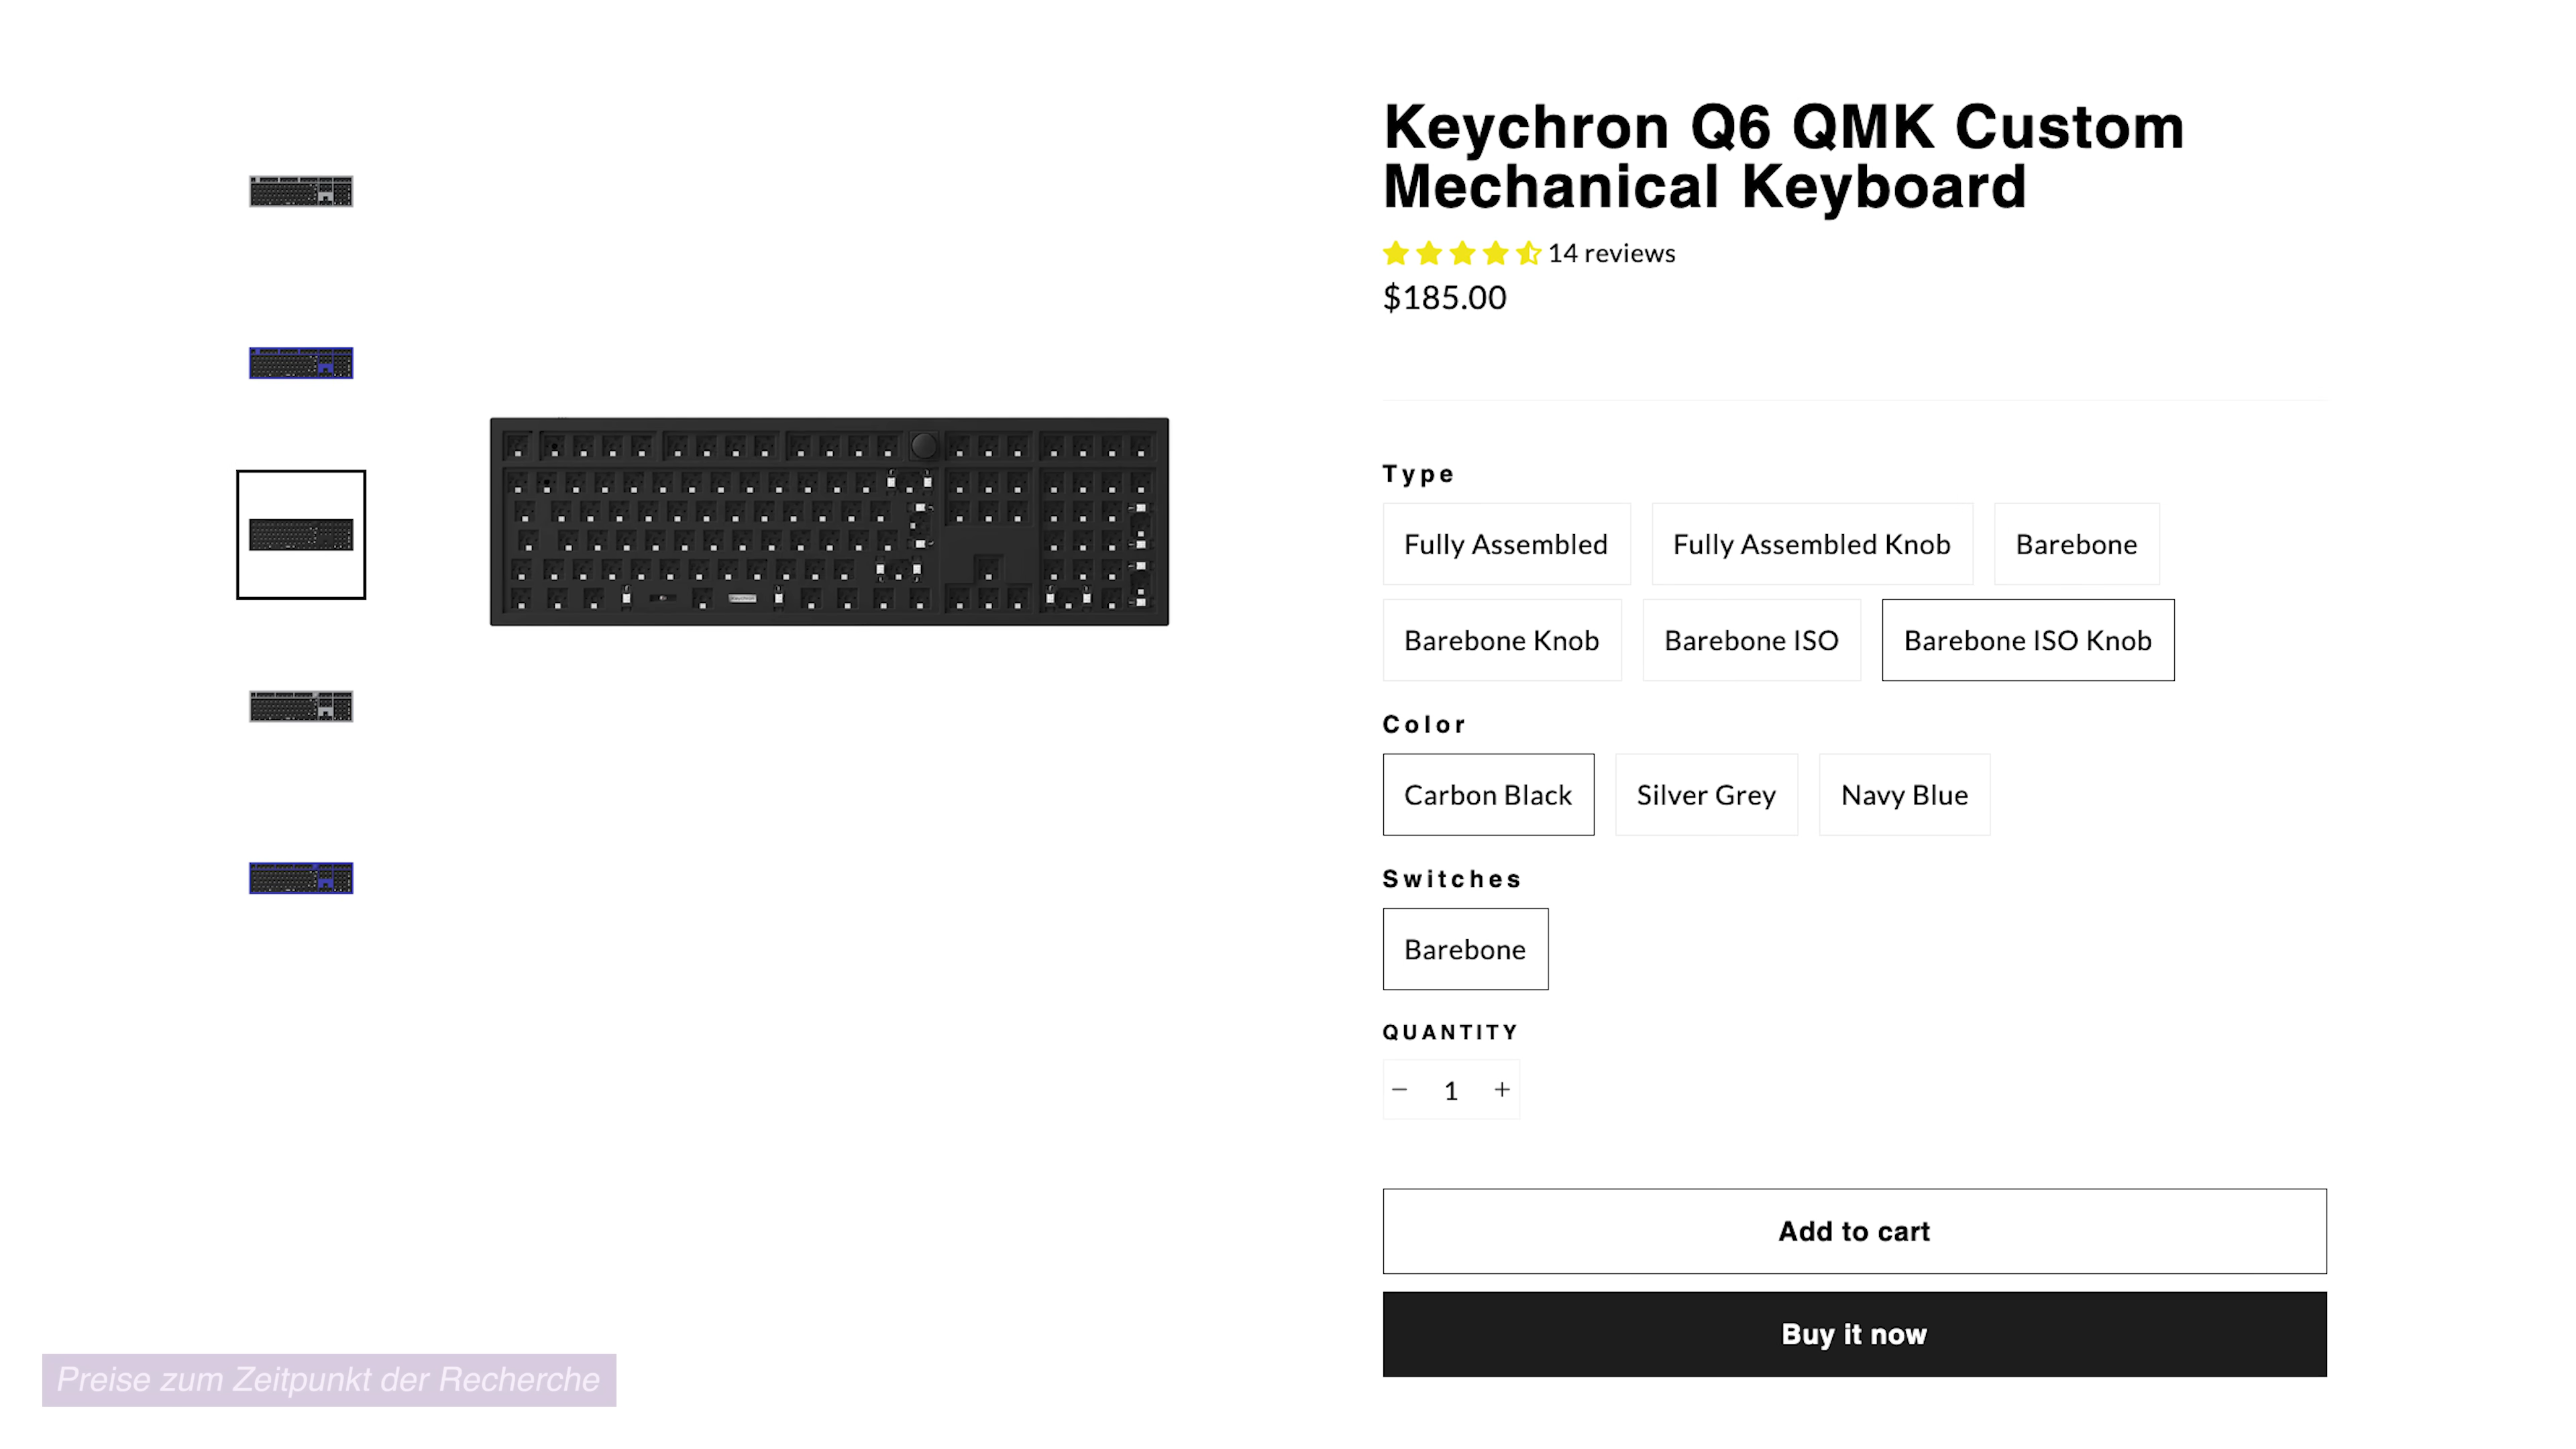 Keychron Q6 QMK Custom
Mechanical Keyboard
14 reviews
$185.00
Type
Fully Assembled
Fully Assembled Knob
Barebone
Barebone Knob
Barebone ISO
Barebone ISO Knob
Color
Carbon Black
Silver Grey
Navy Blue
Switches
Barebone
QUANTITY
− 1 +
Add to cart
Buy it now
Preise zum Zeitpunkt der Recherche